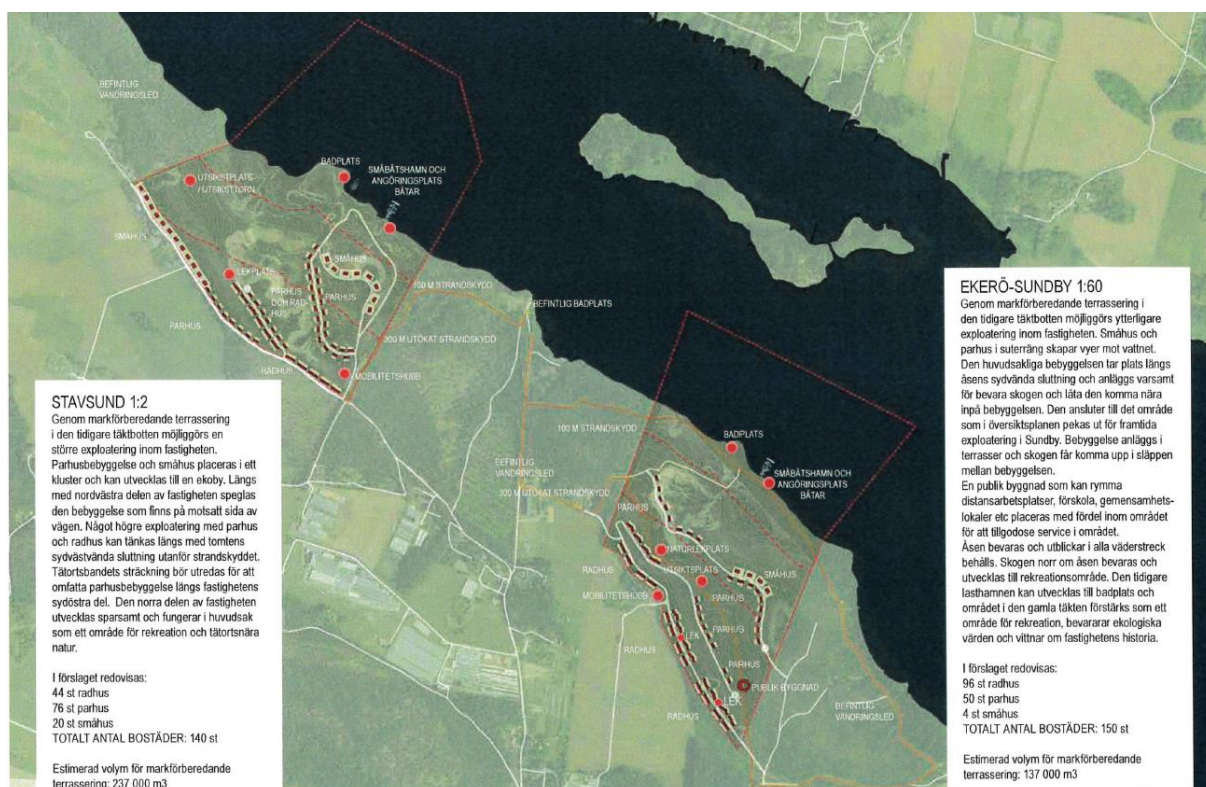 BEFINTLIG
VANDRINGSLED
UTSIKSTPLATS
/ UTSIKSTTORN
BADPLATS
SMÅBÅTSHAMN OCH
ANGÖRINGSPLATS
BÅTAR
SMÅHUS
SMÅHUS
LEKPLATS
PARHUS
OCH RAD-
HUS
PARHUS
100 M STRANDSKYDD
BEFINTLIG BADPLATS
PARHUS
300 M UTÖKAT STRANDSKYDD
RADHUS
MOBILITETSHUBB
STAVSUND 1:2
Genom markförberedande terrassering
i den tidigare täktbotten möjliggörs en
större exploatering inom fastigheten.
Parhusbebyggelse och småhus placeras i ett
kluster och kan utvecklas till en ekoby. Längs
med nordvästra delen av fastigheten speglas
den bebyggelse som finns på motsatt sida av
vägen. Något högre exploatering med parhus
och radhus kan tänkas längs med tomtens
sydvästvända sluttning utanför strandskyddet.
Tätortsbandets sträckning bör utredas för att
omfatta parhusbebyggelse längs fastighetens
sydöstra del. Den norra delen av fastigheten
utvecklas sparsamt och fungerar i huvudsak
som ett område för rekreation och tätortsnära
natur.
I förslaget redovisas:
44 st radhus
76 st parhus
20 st småhus
TOTALT ANTAL BOSTÄDER: 140 st
Estimerad volym för markförberedande
terrassering: 237 000 m3
100 M STRANDSKYDD
BADPLATS
BEFINTLIG
VANDRINGSLED
SMÅBÅTSHAMN OCH
ANGÖRINGSPLATS
BÅTAR
300 M UTÖKAT STRANDSKYDD
PARHUS
NATURLEKPLATS
RADHUS
UTSIKTSPLATS
SMÅHUS
MOBILITETSHUBB
PARHUS
PARHUS
LEK
RADHUS
PARHUS
PUBLIK BYGGNAD
LEK
RADHUS
BEFINTLIG
VANDRINGSLED
EKERÖ-SUNDBY 1:60
Genom markförberedande terrassering i
den tidigare täktbotten möjliggörs ytterligare
exploatering inom fastigheten. Småhus och
parhus i suterräng skapar vyer mot vattnet.
Den huvudsakliga bebyggelsen tar plats längs
åsens sydvända sluttning och anläggs varsamt
för bevara skogen och låta den komma nära
inpå bebyggelsen. Den ansluter till det område
som i översiktsplanen pekas ut för framtida
exploatering i Sundby. Bebyggelse anläggs i
terrasser och skogen får komma upp i släppen
mellan bebyggelsen.
En publik byggnad som kan rymma
distansarbetsplatser, förskola, gemensamhets-
lokaler etc placeras med fördel inom området
för att tillgodose service i området.
Åsen bevaras och utblickar i alla väderstreck
behålls. Skogen norr om åsen bevaras och
utvecklas till rekreationsområde. Den tidigare
lasthamnen kan utvecklas till badplats och
området i den gamla täkten förstärks som ett
område för rekreation, bevararar ekologiska
värden och vittnar om fastighetens historia.
I förslaget redovisas:
96 st radhus
50 st parhus
4 st småhus
TOTALT ANTAL BOSTÄDER: 150 st
Estimerad volym för markförberedande
terrassering: 137 000 m3